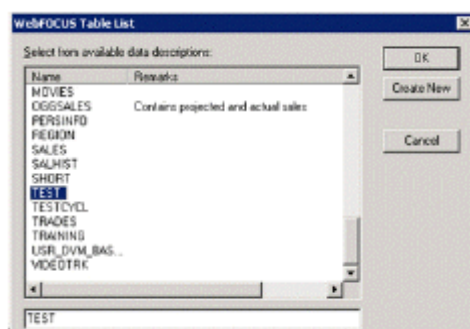 WebFOCUS Table List
Select from available data descriptions:
OK
Name Remarks
MOVIES
Create New
OGGSALES Contains projected and actual sales
PERSINFO
REGION
SALES
Cancel
SALHIST
SHORT
TEST
TESTCYCL
TRADES
TRAINING
USR_DVM_BAS...
VIDEOTRK
TEST